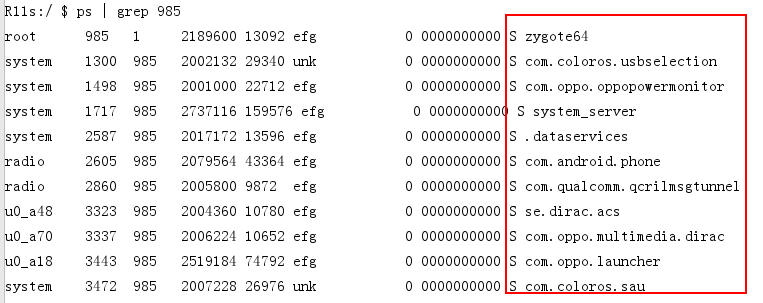 R11s:/ $ ps | grep 985
root 985 1 2189600 13092 efg 0 0000000000 S zygote64
system 1300 985 2002132 29340 unk 0 0000000000 S com.coloros.usbselection
system 1498 985 2001000 22712 efg 0 0000000000 S com.oppo.oppopowermonitor
system 1717 985 2737116 159576 efg 0 0000000000 S system_server
system 2587 985 2017172 13596 efg 0 0000000000 S .dataservices
radio 2605 985 2079564 43364 efg 0 0000000000 S com.android.phone
radio 2860 985 2005800 9872 efg 0 0000000000 S com.qualcomm.qcrilmsgtunnel
u0_a48 3323 985 2004360 10780 efg 0 0000000000 S se.dirac.acs
u0_a70 3337 985 2006224 10652 efg 0 0000000000 S com.oppo.multimedia.dirac
u0_a18 3443 985 2519184 74792 efg 0 0000000000 S com.oppo.launcher
system 3472 985 2007228 26976 unk 0 0000000000 S com.coloros.sau